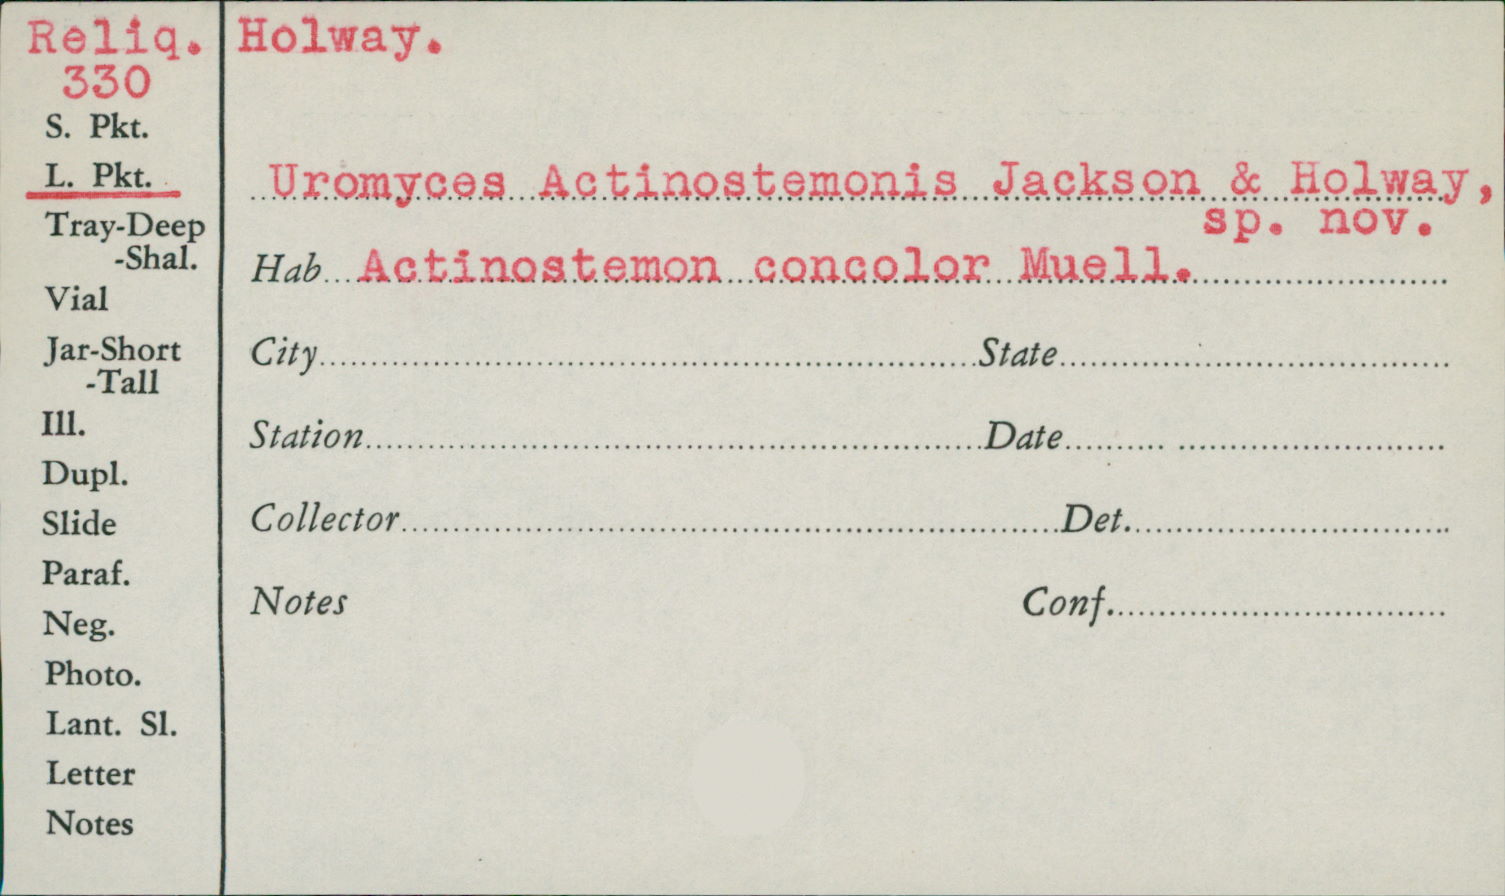 Reliq. Holway.
330
S. Pkt.
L. Pkt.
Uromyces Actinostemonis Jackson & Holway,
sp. nov.
Tray-Deep
-Shal.
Hab Actinostemon concolor Muell.
Vial
Jar-Short
-Tall
City State
Ill.
Station Date
Dupl.
Slide
Collector Det.
Paraf.
Neg.
Notes Conf.
Photo.
Lant. Sl.
Letter
Notes